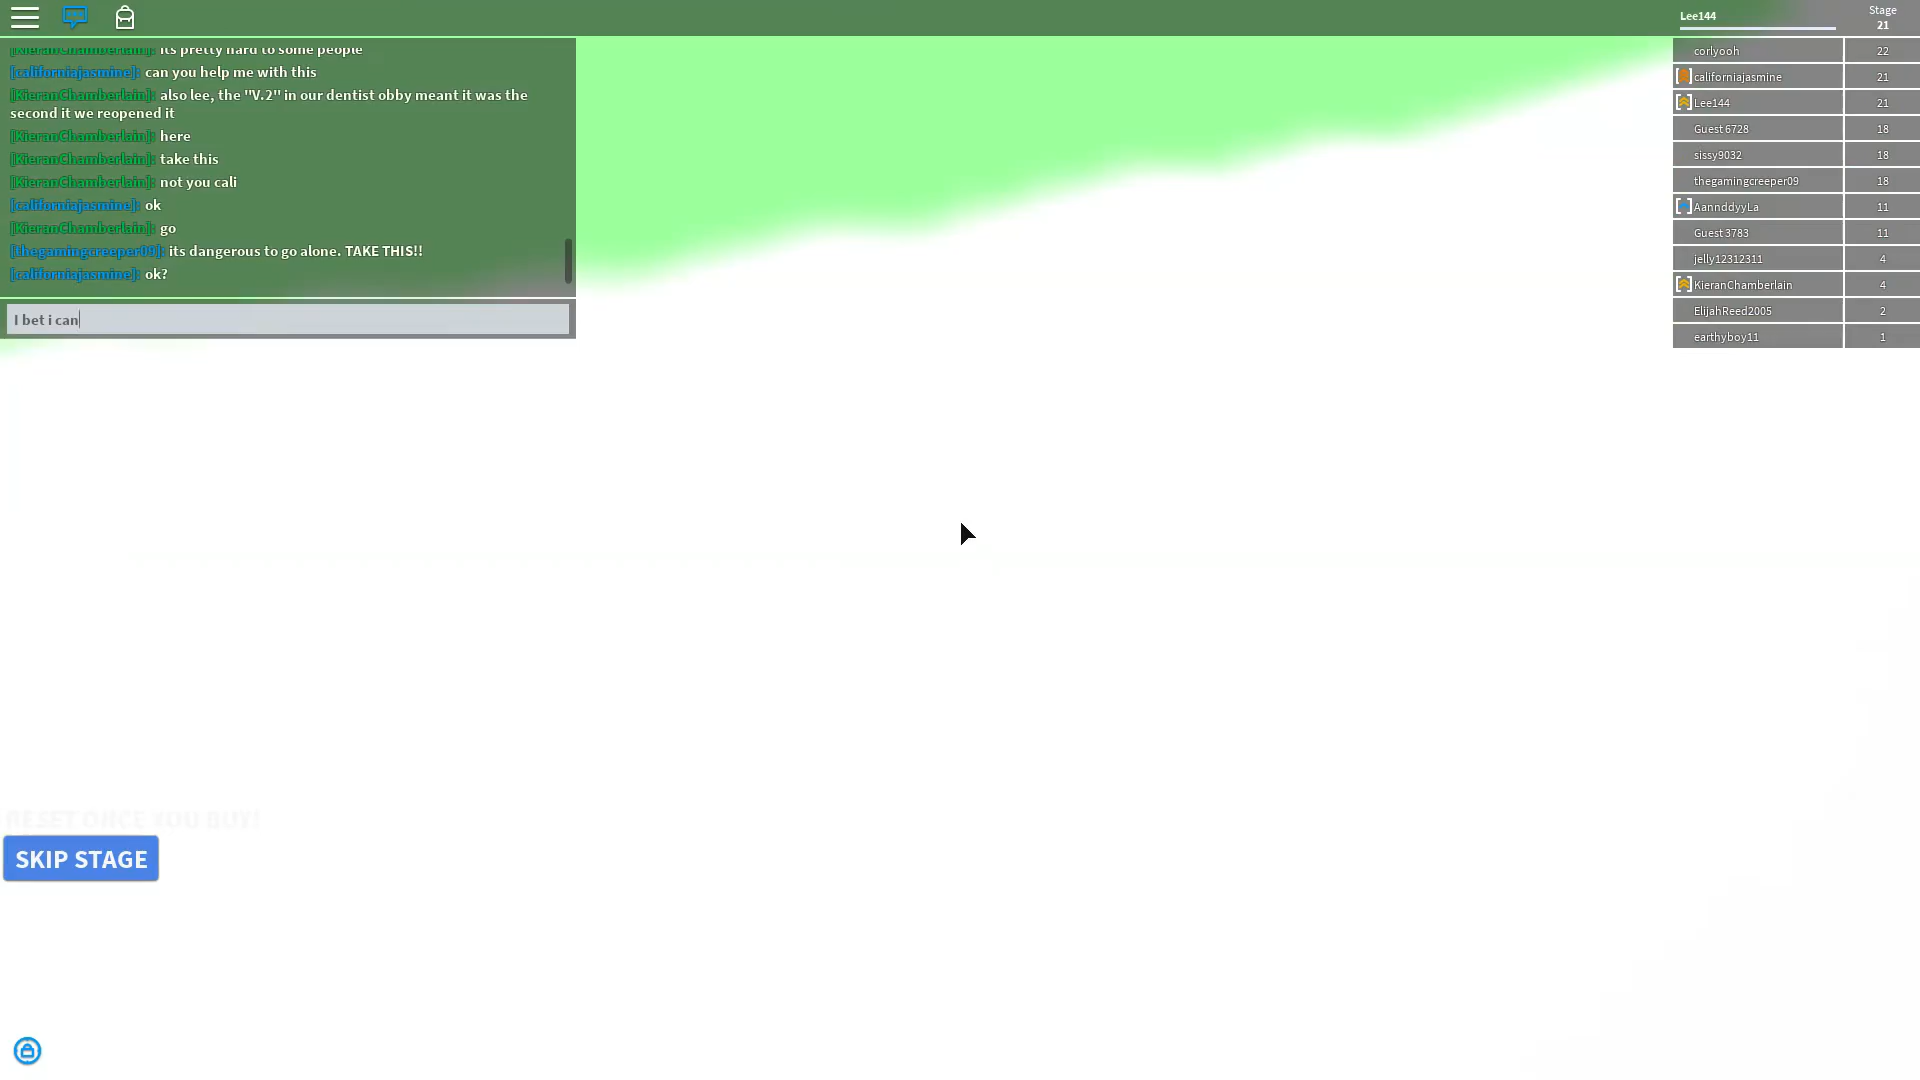 Lee144
Stage
21
[KieranChamberlain]: its pretty hard to some people
[californiajasmine]: can you help me with this
[KieranChamberlain]: also lee, the "V.2" in our dentist obby meant it was the
second it we reopened it
[KieranChamberlain]: here
[KieranChamberlain]: take this
[KieranChamberlain]: not you cali
[californiajasmine]: ok
[KieranChamberlain]: go
[thegamingcreeper09]: its dangerous to go alone. TAKE THIS!!
[californiajasmine]: ok?
I bet i can
corlyooh 22
californiajasmine 21
Lee144 21
Guest 6728 18
sissy9032 18
thegamingcreeper09 18
AannddyyLa 11
Guest 3783 11
jelly12312311 4
KieranChamberlain 4
ElijahReed2005 2
earthyboy11 1
RESET ONCE YOU BUY!
SKIP STAGE